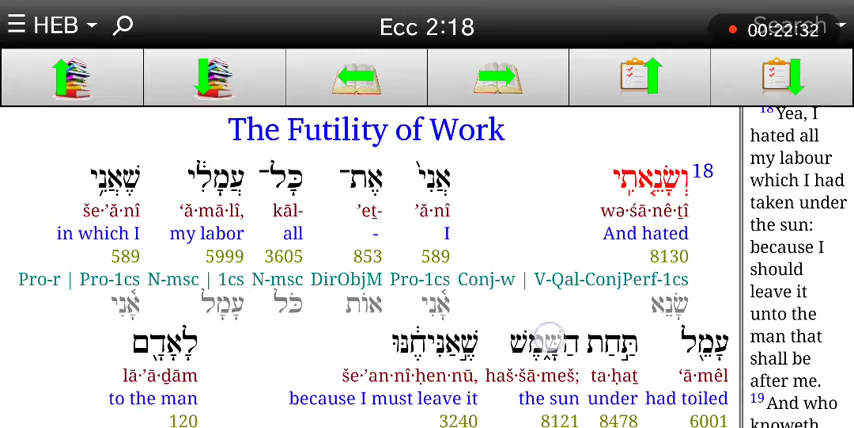 ☰ HEB Ecc 2:18 Search
00:22:32
The Futility of Work
18 וְשָׂנֵ֤אתִֽי אֲנִי֙ אֶת־ כָּל־ עֲמָלִ֔י שֶׁאֲנִ֥י
wə·śā·nê·ṯî ’ă·nî ’eṯ- kāl- ‘ă·mā·lî, še·’ă·nî
And hated I - all my labor in which I
8130 589 853 3605 5999 589
Conj-w | V-Qal-ConjPerf-1cs Pro-1cs DirObjM N-msc N-msc | 1cs Pro-r | Pro-1cs
שָׂנֵא אֲנִי אוֹת כֹּל עָמָל אֲנִי
עָמֵ֖ל תַּ֣חַת הַשָּׁ֑מֶשׁ שֶׁ֣אַנִּיחֶ֔נּוּ לָאָדָ֖ם
‘ā·mêl ta·ḥaṯ haš·šā·meš; še·’an·nî·ḥen·nū, lā·’ā·ḏām
had toiled under the sun because I must leave it to the man
6001 8478 8121 3240 120
18 Yea, I
hated all
my labour
which I had
taken under
the sun:
because I
should
leave it
unto the
man that
shall be
after me.
19 And who
knoweth